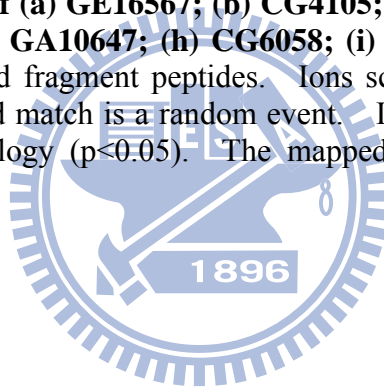 f (a) GE16567; (b) CG4105;
GA10647; (h) CG6058; (i)
d fragment peptides. Ions sc
d match is a random event. I
logy (p<0.05). The mapped
E S A
1896